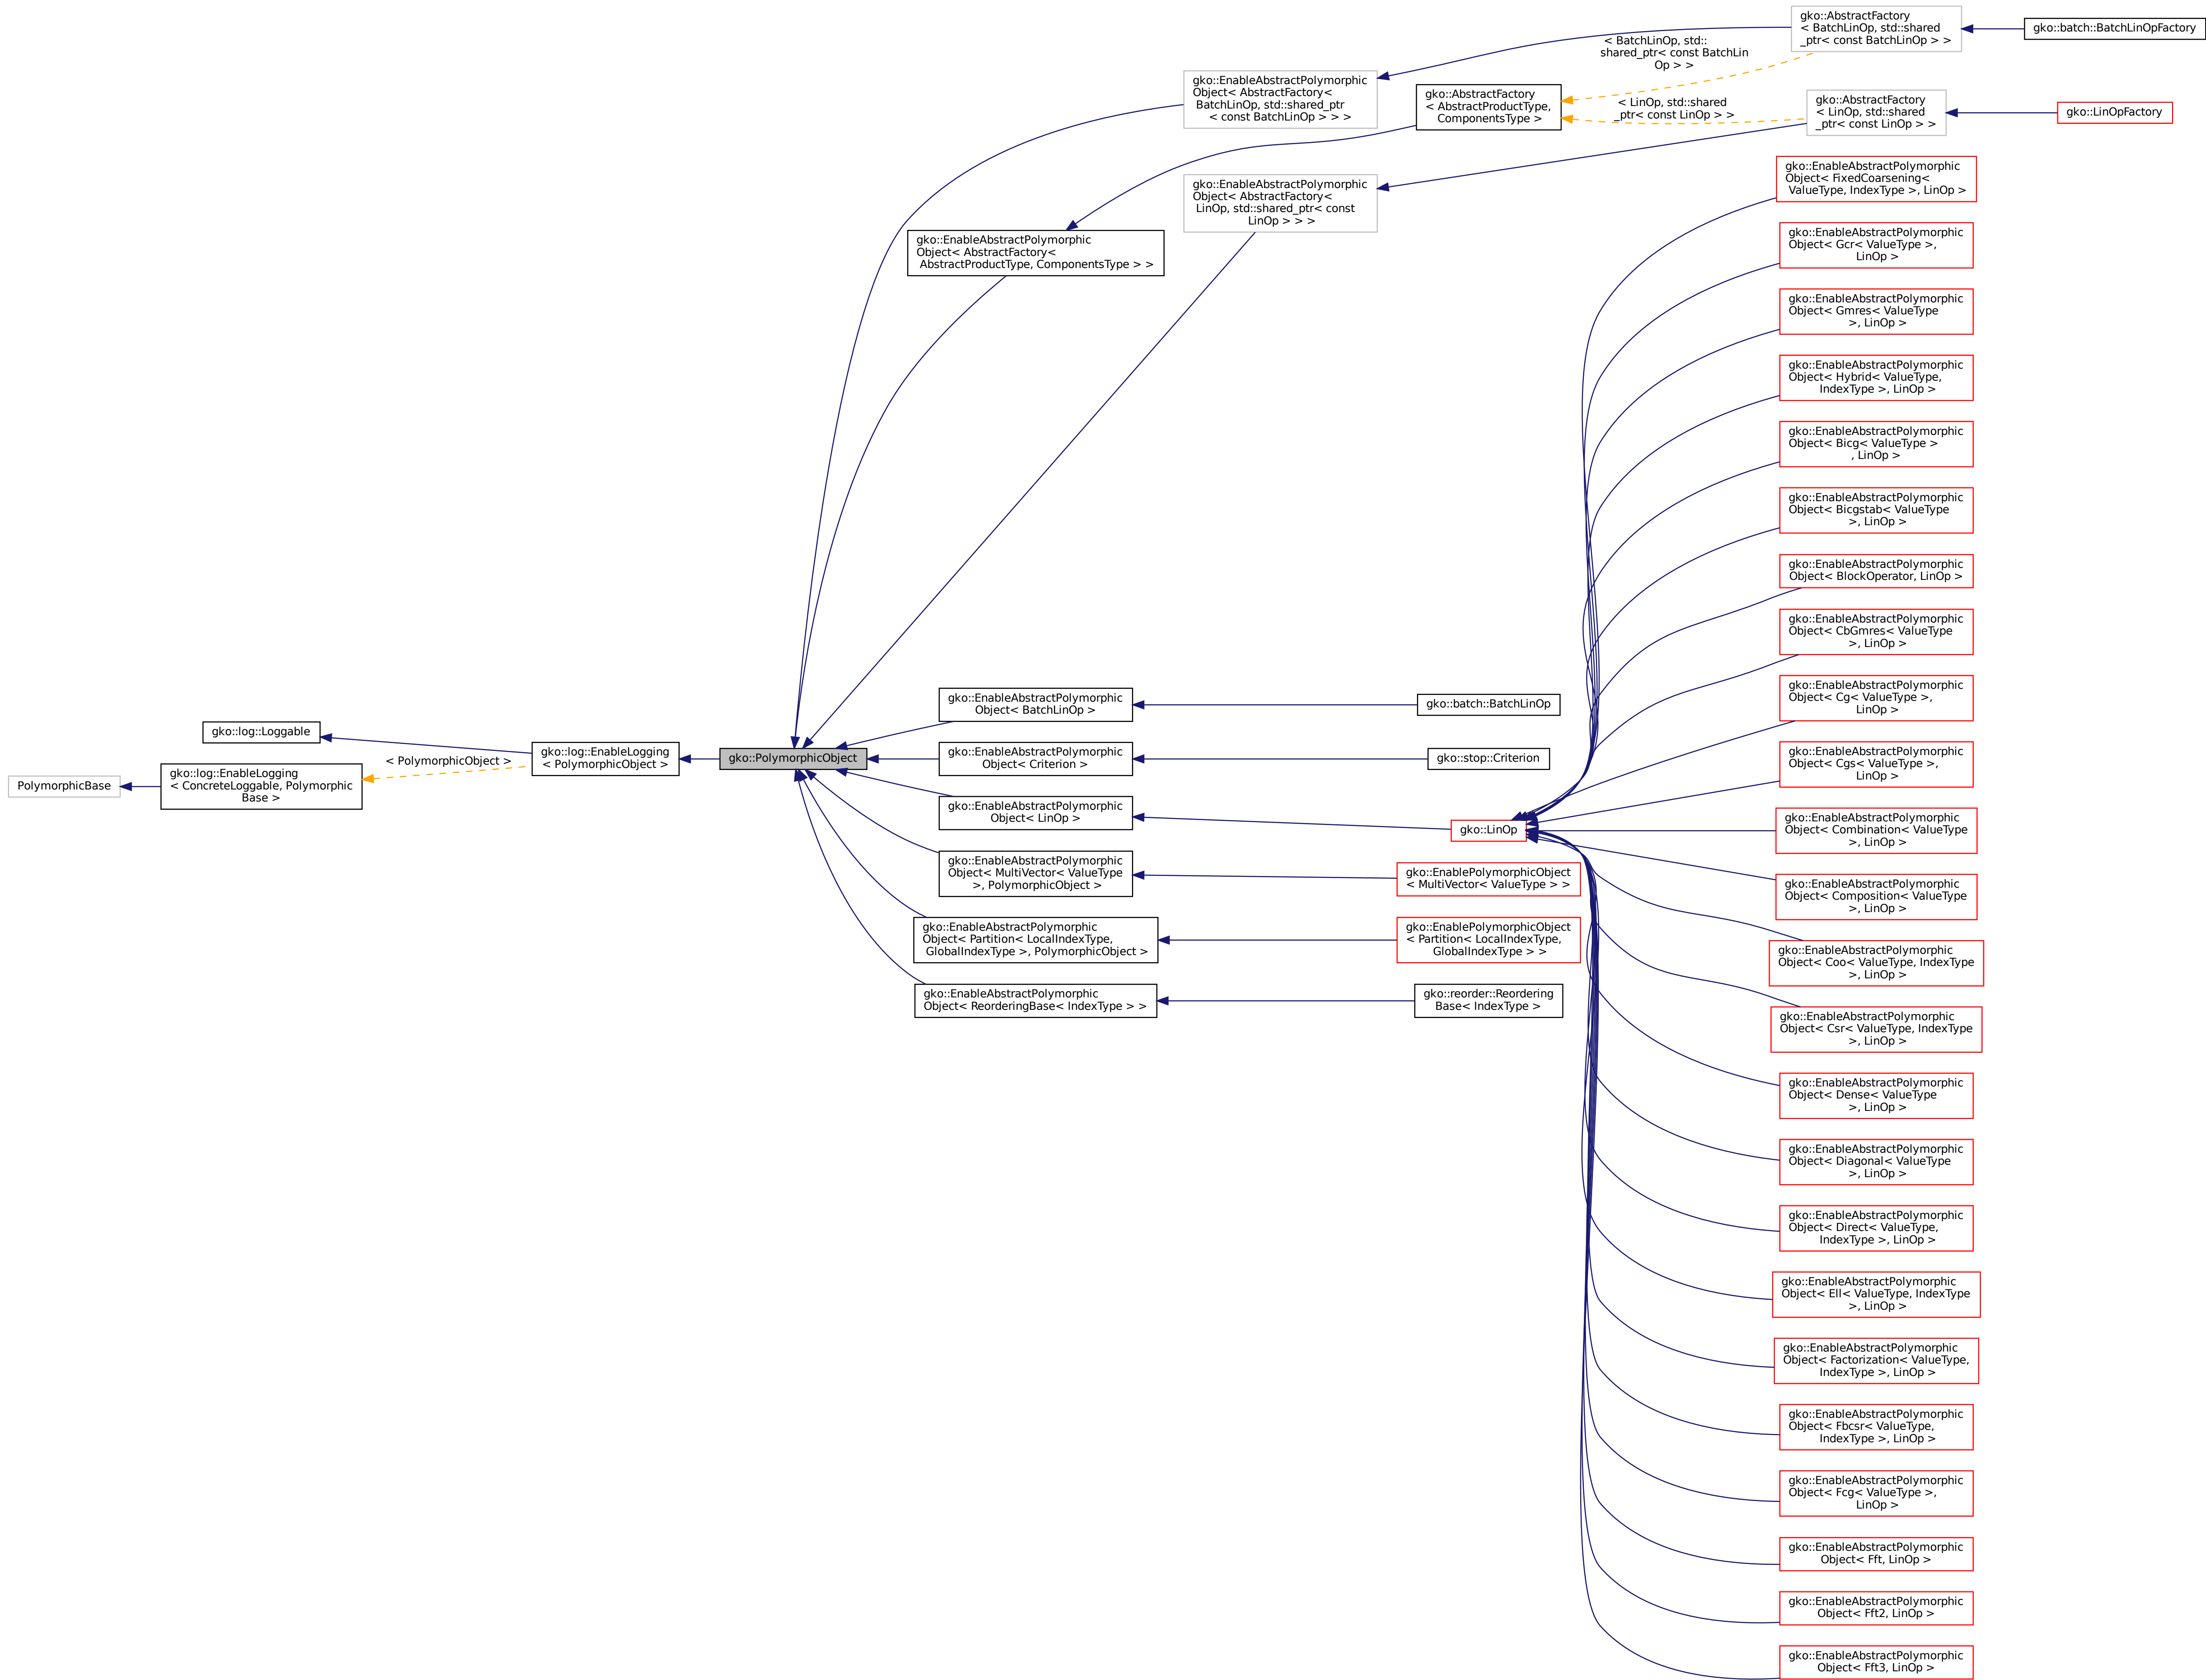 PolymorphicBase
gko::log::Loggable
gko::log::EnableLogging
< ConcreteLoggable, Polymorphic
Base >
< PolymorphicObject >
gko::log::EnableLogging
< PolymorphicObject >
gko::PolymorphicObject
gko::EnableAbstractPolymorphic
Object< AbstractFactory<
AbstractProductType, ComponentsType > >
gko::EnableAbstractPolymorphic
Object< BatchLinOp >
gko::EnableAbstractPolymorphic
Object< Criterion >
gko::EnableAbstractPolymorphic
Object< LinOp >
gko::EnableAbstractPolymorphic
Object< MultiVector< ValueType
>, PolymorphicObject >
gko::EnableAbstractPolymorphic
Object< Partition< LocalIndexType,
GlobalIndexType >, PolymorphicObject >
gko::EnableAbstractPolymorphic
Object< ReorderingBase< IndexType > >
gko::EnableAbstractPolymorphic
Object< AbstractFactory<
BatchLinOp, std::shared_ptr
< const BatchLinOp > > >
gko::EnableAbstractPolymorphic
Object< AbstractFactory<
LinOp, std::shared_ptr< const
LinOp > > >
gko::AbstractFactory
< AbstractProductType,
ComponentsType >
gko::batch::BatchLinOp
gko::stop::Criterion
gko::LinOp
gko::EnablePolymorphicObject
< MultiVector< ValueType > >
gko::EnablePolymorphicObject
< Partition< LocalIndexType,
GlobalIndexType > >
gko::reorder::Reordering
Base< IndexType >
< BatchLinOp, std::
shared_ptr< const BatchLin
Op > >
< LinOp, std::shared
_ptr< const LinOp > >
gko::AbstractFactory
< BatchLinOp, std::shared
_ptr< const BatchLinOp > >
gko::AbstractFactory
< LinOp, std::shared
_ptr< const LinOp > >
gko::batch::BatchLinOpFactory
gko::LinOpFactory
gko::EnableAbstractPolymorphic
Object< FixedCoarsening<
ValueType, IndexType >, LinOp >
gko::EnableAbstractPolymorphic
Object< Gcr< ValueType >,
LinOp >
gko::EnableAbstractPolymorphic
Object< Gmres< ValueType
>, LinOp >
gko::EnableAbstractPolymorphic
Object< Hybrid< ValueType,
IndexType >, LinOp >
gko::EnableAbstractPolymorphic
Object< Bicg< ValueType >
, LinOp >
gko::EnableAbstractPolymorphic
Object< Bicgstab< ValueType
>, LinOp >
gko::EnableAbstractPolymorphic
Object< BlockOperator, LinOp >
gko::EnableAbstractPolymorphic
Object< CbGmres< ValueType
>, LinOp >
gko::EnableAbstractPolymorphic
Object< Cg< ValueType >,
LinOp >
gko::EnableAbstractPolymorphic
Object< Cgs< ValueType >,
LinOp >
gko::EnableAbstractPolymorphic
Object< Combination< ValueType
>, LinOp >
gko::EnableAbstractPolymorphic
Object< Composition< ValueType
>, LinOp >
gko::EnableAbstractPolymorphic
Object< Coo< ValueType, IndexType
>, LinOp >
gko::EnableAbstractPolymorphic
Object< Csr< ValueType, IndexType
>, LinOp >
gko::EnableAbstractPolymorphic
Object< Dense< ValueType
>, LinOp >
gko::EnableAbstractPolymorphic
Object< Diagonal< ValueType
>, LinOp >
gko::EnableAbstractPolymorphic
Object< Direct< ValueType,
IndexType >, LinOp >
gko::EnableAbstractPolymorphic
Object< Ell< ValueType, IndexType
>, LinOp >
gko::EnableAbstractPolymorphic
Object< Factorization< ValueType,
IndexType >, LinOp >
gko::EnableAbstractPolymorphic
Object< Fbcsr< ValueType,
IndexType >, LinOp >
gko::EnableAbstractPolymorphic
Object< Fcg< ValueType >,
LinOp >
gko::EnableAbstractPolymorphic
Object< Fft, LinOp >
gko::EnableAbstractPolymorphic
Object< Fft2, LinOp >
gko::EnableAbstractPolymorphic
Object< Fft3, LinOp >